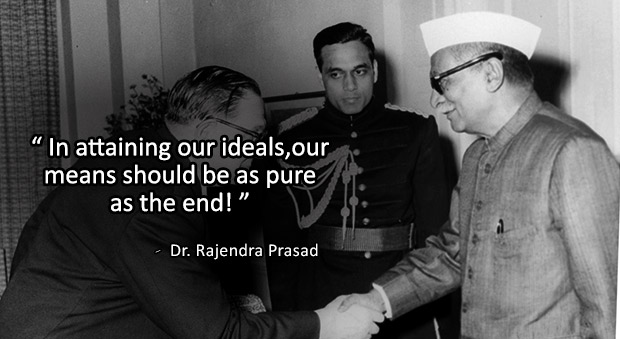 “ In attaining our ideals,our
means should be as pure
as the end! ”
- Dr. Rajendra Prasad